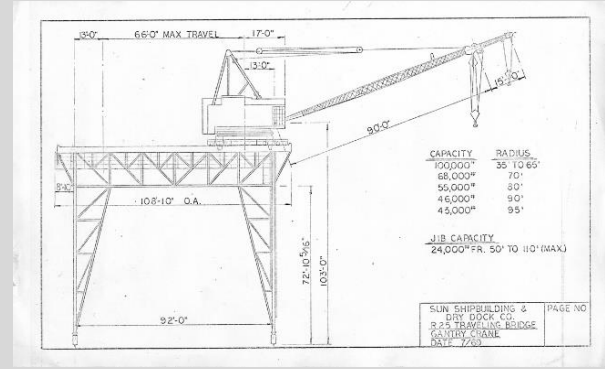 13'-0" 66'-0" MAX TRAVEL 17'-0"
13'-0"
15'-0"
90'-0"
8'-10"
108'-10" O.A.
72'-10 5/16"
103'-0"
92'-0"
CAPACITY RADIUS
100,000# 35' TO 65'
68,000# 70'
55,000# 80'
46,000# 90'
43,000# 95'
JIB CAPACITY
24,000# FR. 50' TO 110' (MAX)
SUN SHIPBUILDING & PAGE NO
DRY DOCK CO.
R25 TRAVELING BRIDGE
GANTRY CRANE
DATE 7/60